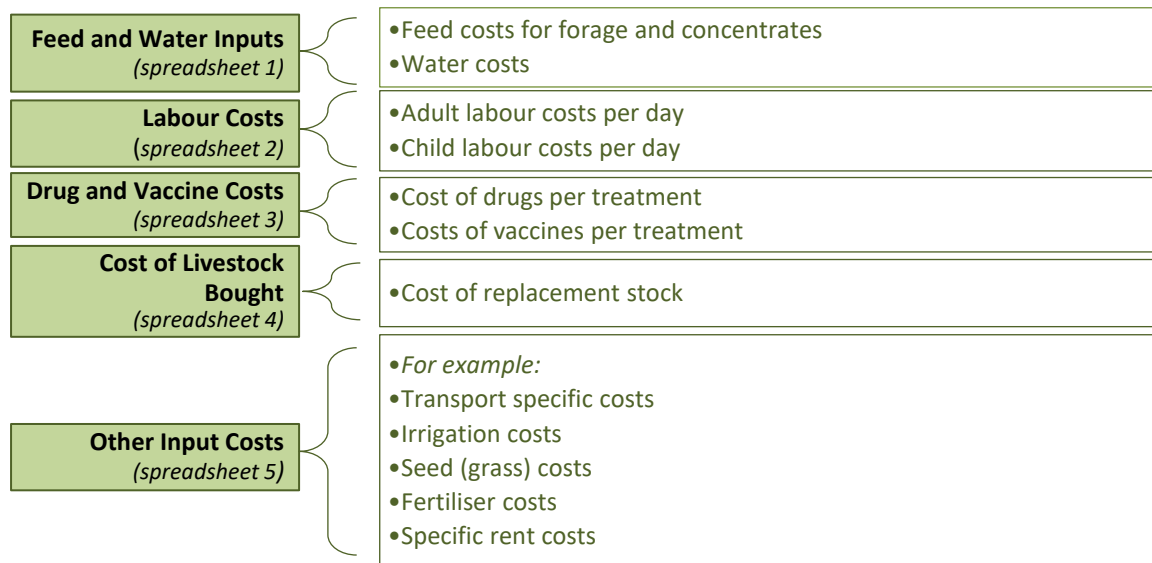 Feed and Water Inputs
(spreadsheet 1)
•Feed costs for forage and concentrates
•Water costs
Labour Costs
(spreadsheet 2)
•Adult labour costs per day
•Child labour costs per day
Drug and Vaccine Costs
(spreadsheet 3)
•Cost of drugs per treatment
•Costs of vaccines per treatment
Cost of Livestock
Bought
(spreadsheet 4)
•Cost of replacement stock
Other Input Costs
(spreadsheet 5)
•For example:
•Transport specific costs
•Irrigation costs
•Seed (grass) costs
•Fertiliser costs
•Specific rent costs